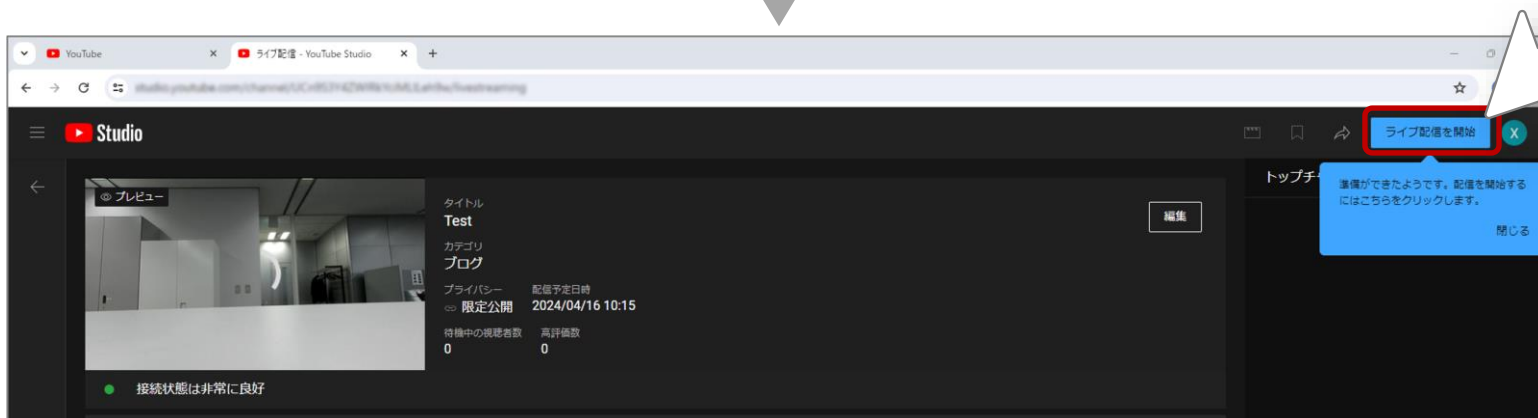 YouTube
ライブ配信 - YouTube Studio
Studio
ライブ配信を開始
X
プレビュー
タイトル
Test
編集
カテゴリ
ブログ
プライバシー 配信予定日時
限定公開 2024/04/16 10:15
待機中の視聴者数 高評価数
0 0
接続状態は非常に良好
トップチ
準備ができたようです。配信を開始する
にはこちらをクリックします。
閉じる